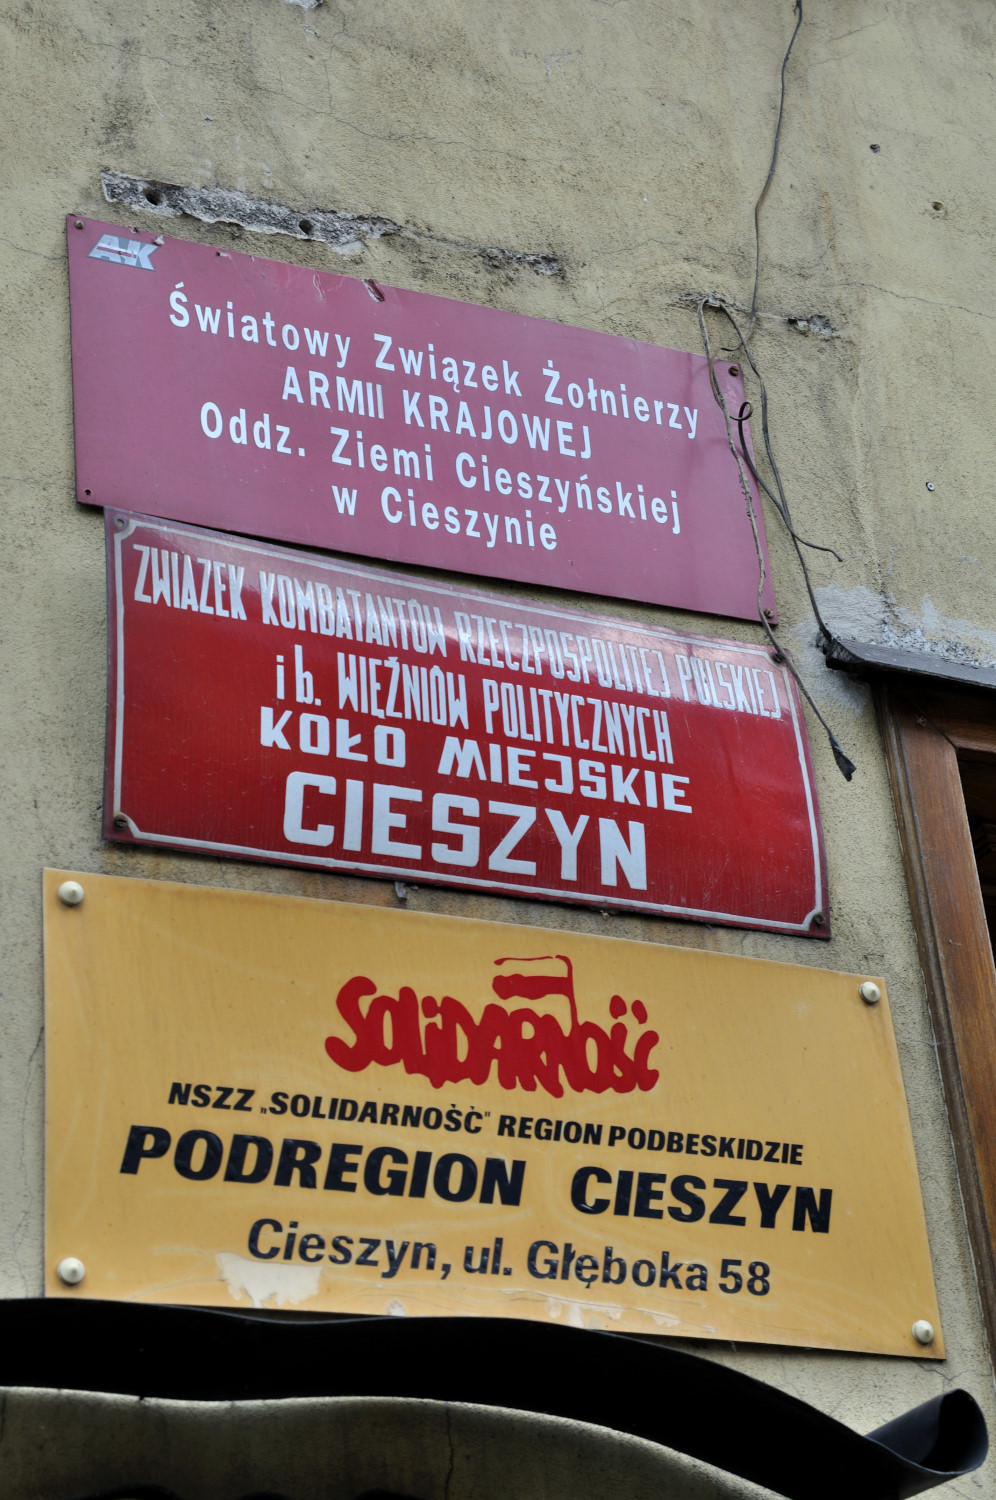 AK
Światowy Związek Żołnierzy
ARMII KRAJOWEJ
Oddz. Ziemi Cieszyńskiej
w Cieszynie
ZWIĄZEK KOMBATANTÓW RZECZPOSPOLITEJ POLSKIEJ
i b. WIĘŹNIÓW POLITYCZNYCH
KOŁO MIEJSKIE
CIESZYN
SOLIDARNOŚĆ
NSZZ „SOLIDARNOŚĆ" REGION PODBESKIDZIE
PODREGION CIESZYN
Cieszyn, ul. Głęboka 58